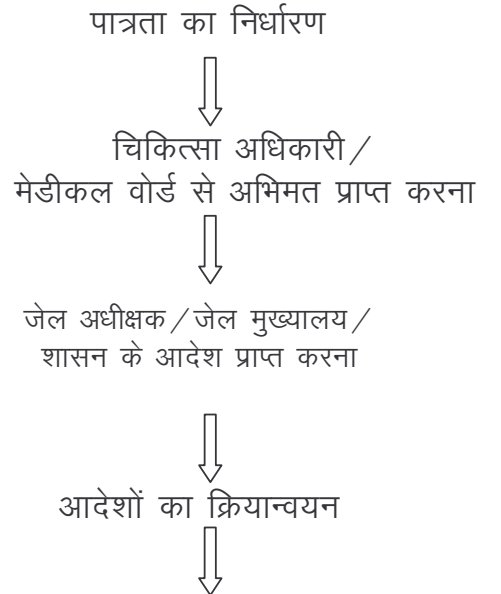 पात्रता का निर्धारण
चिकित्सा अधिकारी /
मेडीकल वोर्ड से अभिमत प्राप्त करना
जेल अधीक्षक / जेल मुख्यालय /
शासन के आदेश प्राप्त करना
आदेशों का क्रियान्वयन